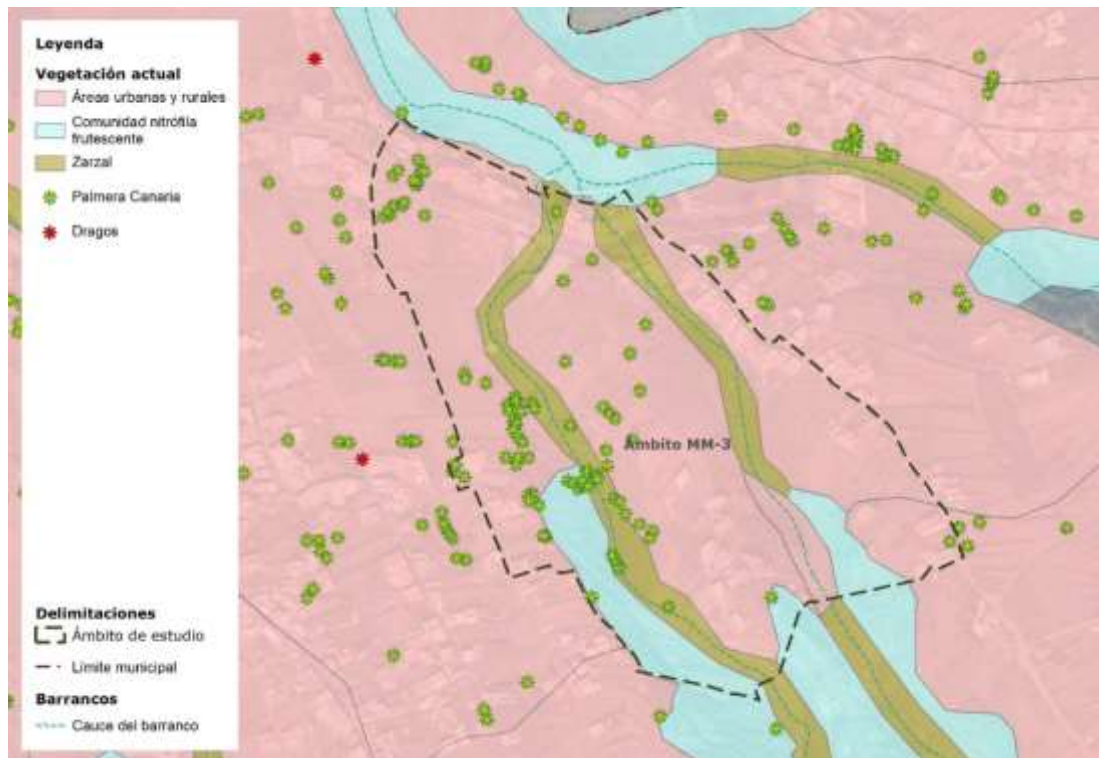 Leyenda
Vegetación actual
Áreas urbanas y rurales
Comunidad nitrófila
frutescente
Zarzal
Palmera Canaria
Dragos
Ámbito MM-3
Delimitaciones
Ámbito de estudio
Límite municipal
Barrancos
Cauce del barranco